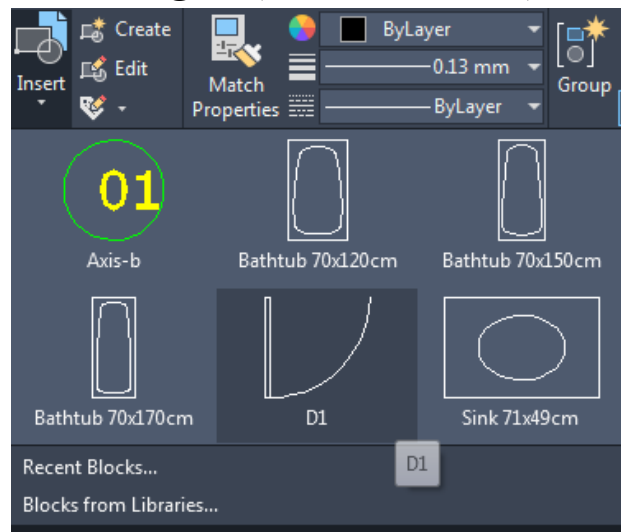 Create
ByLayer
Edit
0.13 mm
Insert
Match
Properties
Group
ByLayer
01
Axis-b
Bathtub 70x120cm
Bathtub 70x150cm
Bathtub 70x170cm
D1
Sink 71x49cm
Recent Blocks...
D1
Blocks from Libraries...